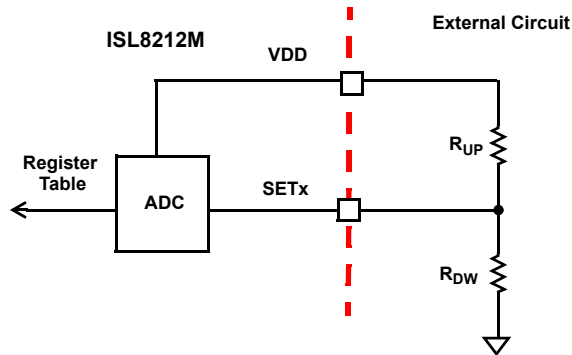 External Circuit
ISL8212M
VDD
RUP
Register
Table
ADC
SETx
RDW